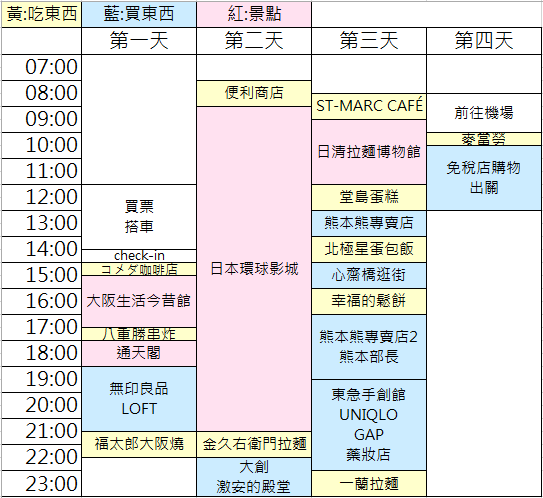 黃:吃東西 藍:買東西 紅:景點
第一天 第二天 第三天 第四天
07:00
08:00
09:00
10:00
11:00
12:00
13:00
14:00
15:00
16:00
17:00
18:00
19:00
20:00
21:00
22:00
23:00
買票
搭車
check-in
コメダ咖啡店
大阪生活今昔館
八重勝串炸
通天閣
無印良品
LOFT
福太郎大阪燒
便利商店
日本環球影城
金久右衛門拉麵
大創
激安的殿堂
ST-MARC CAFÉ
日清拉麵博物館
堂島蛋糕
熊本熊專賣店
北極星蛋包飯
心齋橋逛街
幸福的鬆餅
熊本熊專賣店2
熊本部長
東急手創館
UNIQLO
GAP
藥妝店
一蘭拉麵
前往機場
麥當勞
免稅店購物
出關